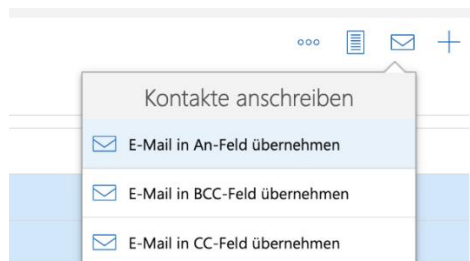 Kontakte anschreiben
E-Mail in An-Feld übernehmen
E-Mail in BCC-Feld übernehmen
E-Mail in CC-Feld übernehmen